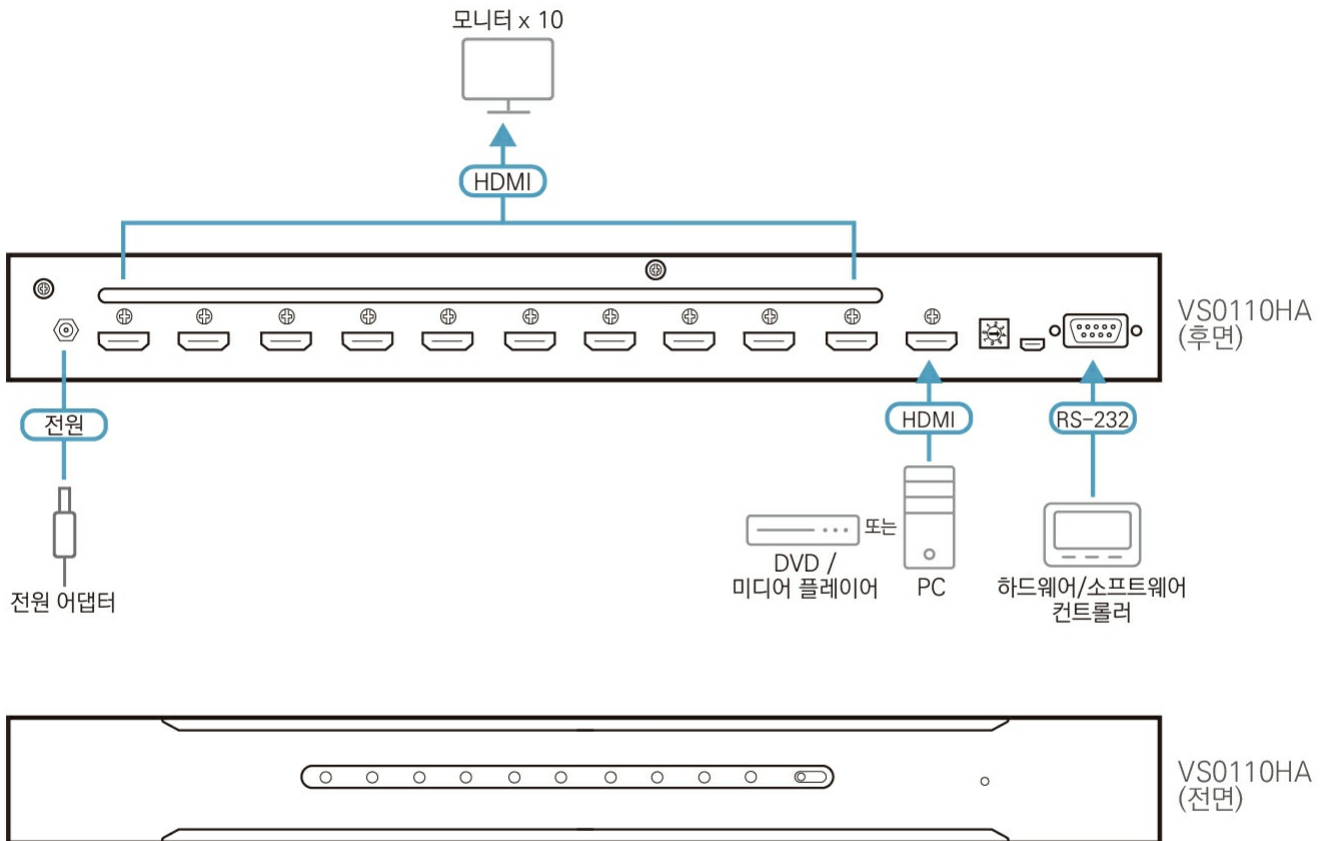 모니터 x 10
HDMI
VS0110HA
(후면)
전원
HDMI
RS-232
또는
DVD /
미디어 플레이어
PC
하드웨어/소프트웨어
컨트롤러
전원 어댑터
VS0110HA
(전면)